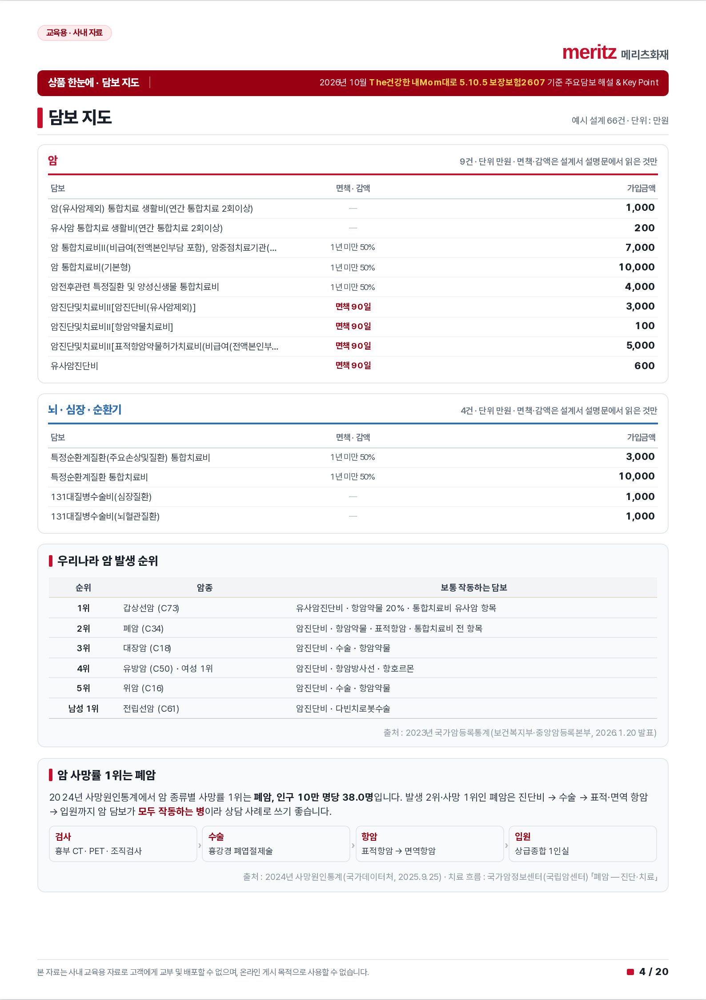 교육용 · 사내 자료
meritz 메리츠화재
상품 한눈에 · 담보 지도
2026년 10월 The건강한 내Mom대로 5.10.5 보장보험2607 기준 주요담보 해설 & Key Point
담보 지도
예시 설계 66건 · 단위 : 만원
암
9건 · 단위 만원 · 면책·감액은 설계서 설명문에서 읽은 것만
담보 면책 · 감액 가입금액
암(유사암제외) 통합치료 생활비(연간 통합치료 2회이상) — 1,000
유사암 통합치료 생활비(연간 통합치료 2회이상) — 200
암 통합치료비II(비급여(전액본인부담 포함), 암중점치료기관(... 1년 미만 50% 7,000
암 통합치료비(기본형) 1년 미만 50% 10,000
암전후관련 특정질환 및 양성신생물 통합치료비 1년 미만 50% 4,000
암진단및치료비II[암진단비(유사암제외)] 면책 90일 3,000
암진단및치료비II[항암약물치료비] 면책 90일 100
암진단및치료비II[표적항암약물허가치료비(비급여(전액본인부... 면책 90일 5,000
유사암진단비 면책 90일 600
뇌 · 심장 · 순환기
4건 · 단위 만원 · 면책·감액은 설계서 설명문에서 읽은 것만
담보 면책 · 감액 가입금액
특정순환계질환(주요손상및질환) 통합치료비 1년 미만 50% 3,000
특정순환계질환 통합치료비 1년 미만 50% 10,000
131대질병수술비(심장질환) — 1,000
131대질병수술비(뇌혈관질환) — 1,000
우리나라 암 발생 순위
순위 암종 보통 작동하는 담보
1위 갑상선암 (C73) 유사암진단비 · 항암약물 20% · 통합치료비 유사암 항목
2위 폐암 (C34) 암진단비 · 항암약물 · 표적항암 · 통합치료비 전 항목
3위 대장암 (C18) 암진단비 · 수술 · 항암약물
4위 유방암 (C50) · 여성 1위 암진단비 · 항암방사선 · 항호르몬
5위 위암 (C16) 암진단비 · 수술 · 항암약물
남성 1위 전립선암 (C61) 암진단비 · 다빈치로봇수술
출처 : 2023년 국가암등록통계(보건복지부·중앙암등록본부, 2026.1.20 발표)
암 사망률 1위는 폐암
2024년 사망원인통계에서 암 종류별 사망률 1위는 폐암, 인구 10만 명당 38.0명입니다. 발생 2위·사망 1위인 폐암은 진단비 → 수술 → 표적·면역 항암
→ 입원까지 암 담보가 모두 작동하는 병이라 상담 사례로 쓰기 좋습니다.
검사 수술 항암 입원
흉부 CT · PET · 조직검사 › 흉강경 폐엽절제술 › 표적항암 → 면역항암 › 상급종합 1인실
출처 : 2024년 사망원인통계(국가데이터처, 2025.9.25) · 치료 흐름 : 국가암정보센터(국립암센터) 「폐암 — 진단·치료」
본 자료는 사내 교육용 자료로 고객에게 교부 및 배포할 수 없으며, 온라인 게시 목적으로 사용할 수 없습니다.
4 / 20